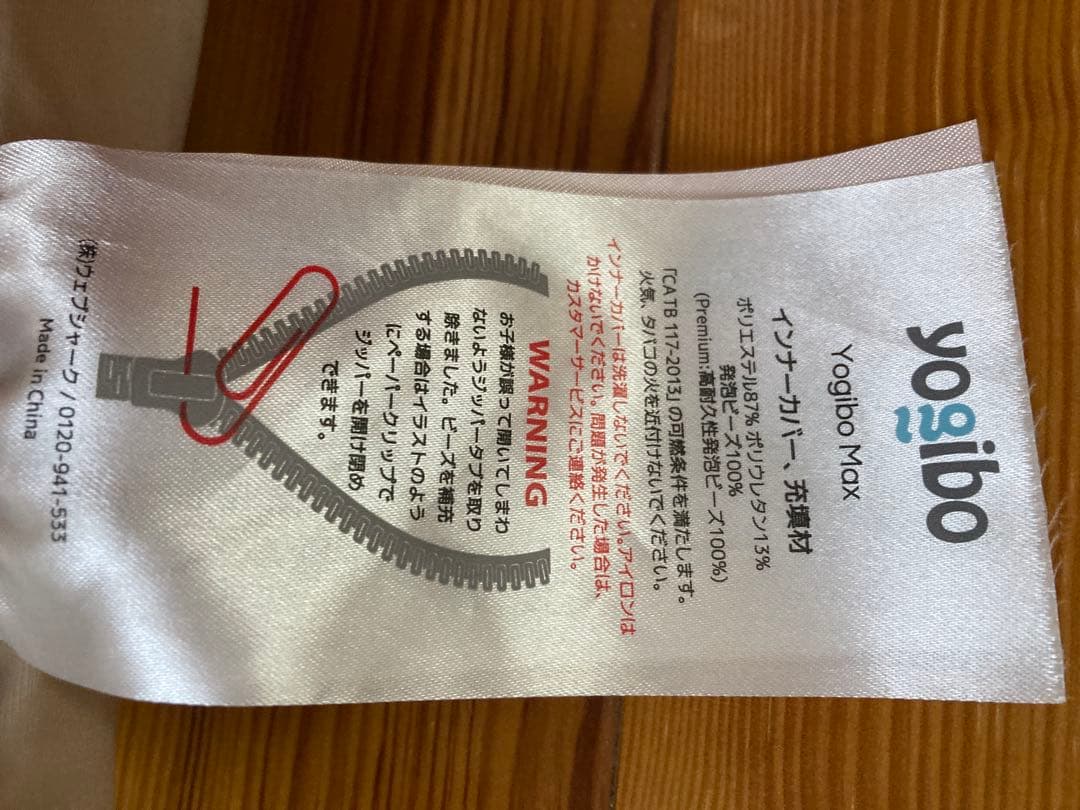 yogibo
Yogibo Max
インナーカバー、充填材
ポリエステル87% ポリウレタン13%
発泡ビーズ100%
(Premium:高耐久性発泡ビーズ100%)
「CA TB 117-2013」の可燃条件を満たします。
火気、タバコの火を近付けないでください。
インナーカバーは洗濯しないでください。アイロンは
かけないでください。問題が発生した場合は、
カスタマーサービスにご連絡ください。
WARNING
お子様が誤って開いてしまわ
ないようジッパータブを取り
除きました。ビーズを補充
する場合はイラストのよう
にペーパークリップで
ジッパーを開け閉め
できます。
(株)ウェブシャーク / 0120-941-533
Made in China